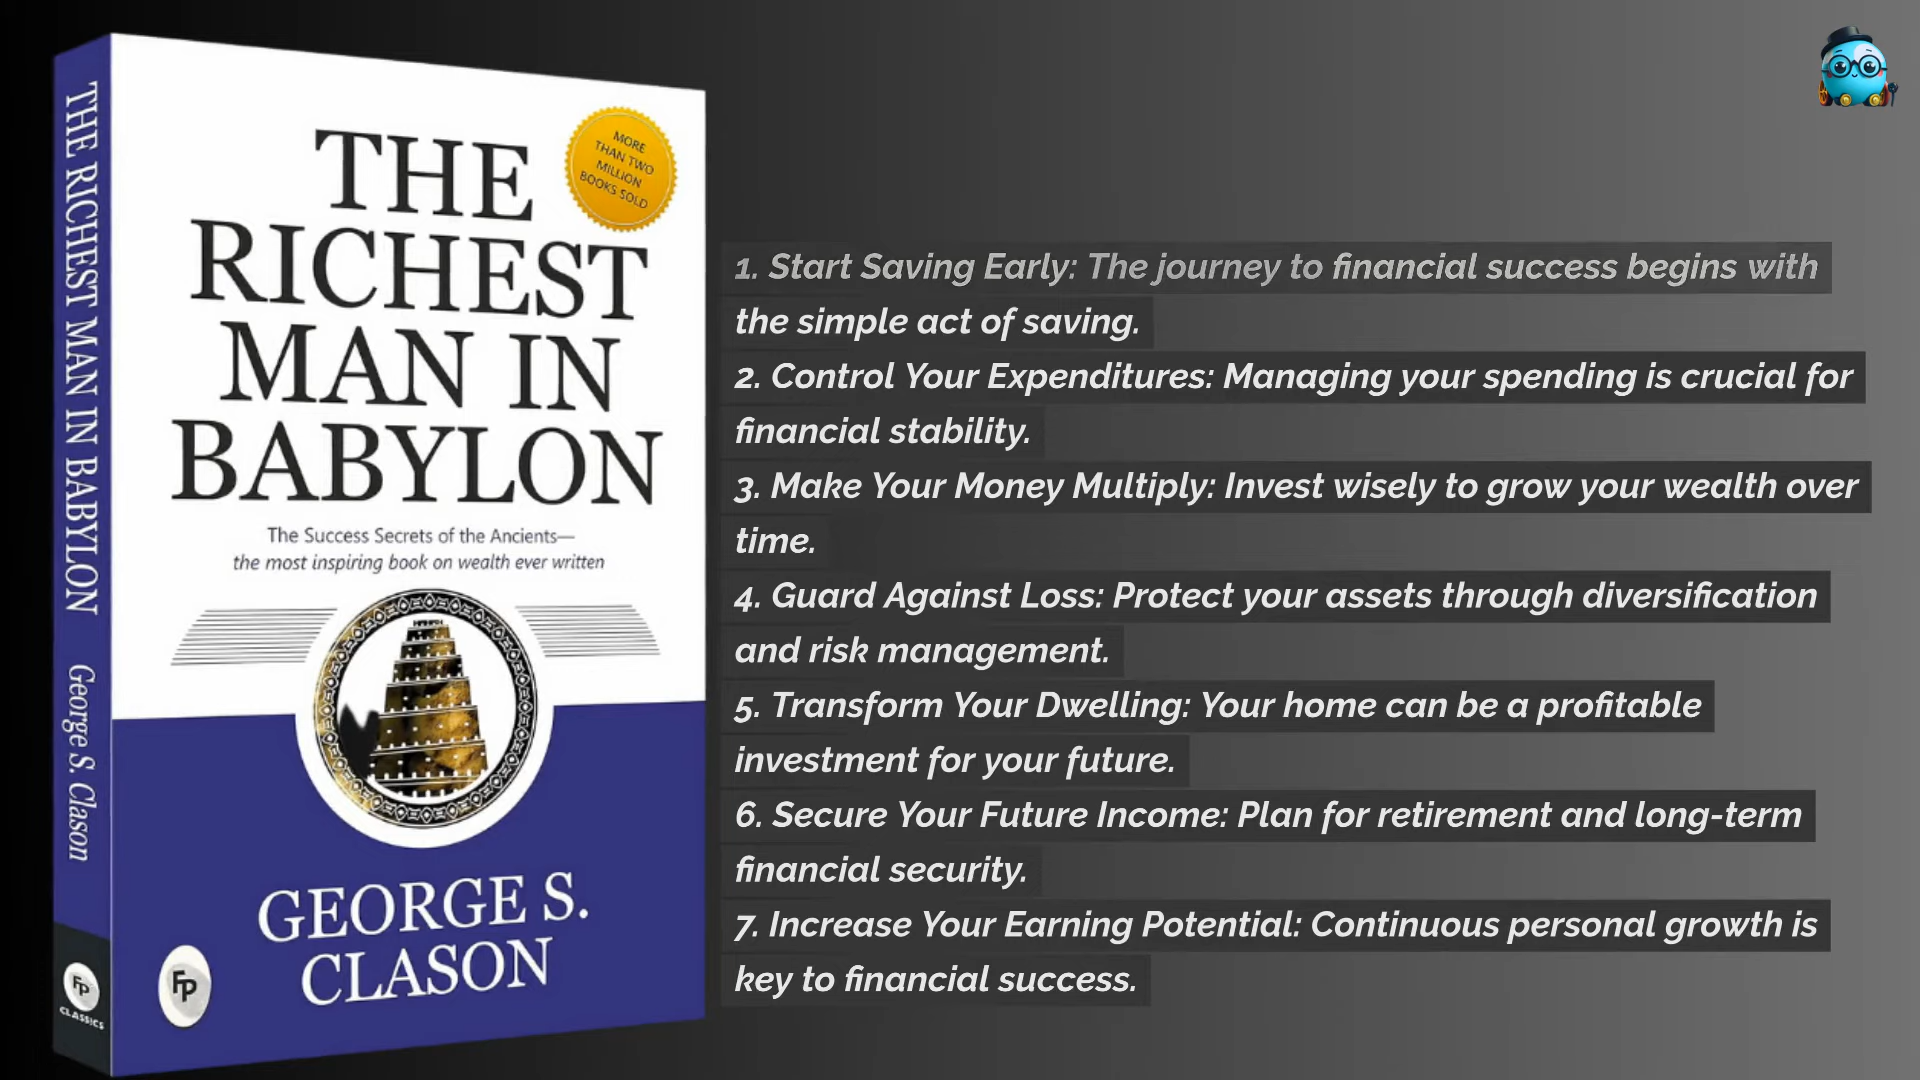 THE RICHEST MAN IN BABYLON
George S. Clason
FP
CLASSICS
THE
RICHEST
MAN IN
BABYLON
MORE
THAN TWO
MILLION
BOOKS SOLD
The Success Secrets of the Ancients—
the most inspiring book on wealth ever written
GEORGE S.
CLASON
FP
1. Start Saving Early: The journey to financial success begins with
the simple act of saving.
2. Control Your Expenditures: Managing your spending is crucial for
financial stability.
3. Make Your Money Multiply: Invest wisely to grow your wealth over
time.
4. Guard Against Loss: Protect your assets through diversification
and risk management.
5. Transform Your Dwelling: Your home can be a profitable
investment for your future.
6. Secure Your Future Income: Plan for retirement and long-term
financial security.
7. Increase Your Earning Potential: Continuous personal growth is
key to financial success.